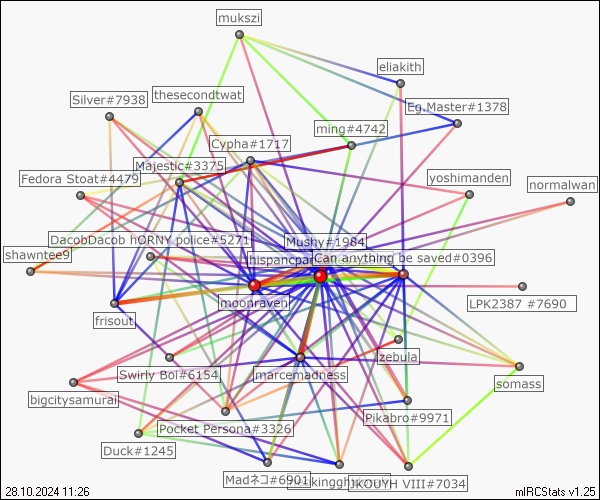 mukszi
eliakith
Silver#7938
thesecondtwat
Eg.Master#1378
ming#4742
Cypha#1717
Majestic#3375
Fedora Stoat#4479
yoshimanden
normalwan
DacobDacob hORNY police#5271
Mushy#1984
shawntee9
Can anything be saved#0396
moonraven
LPK2387 #7690
frisout
zebula
Swirly Boi#6154
marcemadness
somass
bigcitysamurai
Pikabro#9971
Pocket Persona#3326
Duck#1245
Madネコ#6901
JKOUYH VIII#7034
28.10.2024 11:26
mIRCStats v1.25